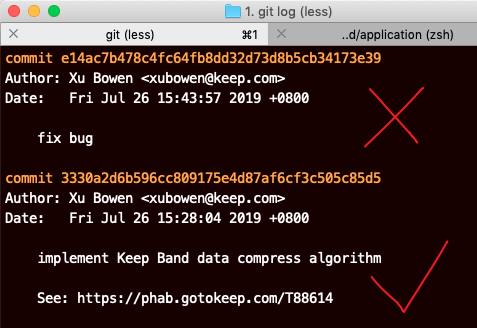 1. git log (less)
git (less) ⌘1 ..d/application (zsh)
commit e14ac7b478c4fc64fb8dd32d73d8b5cb34173e39
Author: Xu Bowen <xubowen@keep.com>
Date: Fri Jul 26 15:43:57 2019 +0800
fix bug
commit 3330a2d6b596cc809175e4d87af6cf3c505c85d5
Author: Xu Bowen <xubowen@keep.com>
Date: Fri Jul 26 15:28:04 2019 +0800
implement Keep Band data compress algorithm
See: https://phab.gotokeep.com/T88614